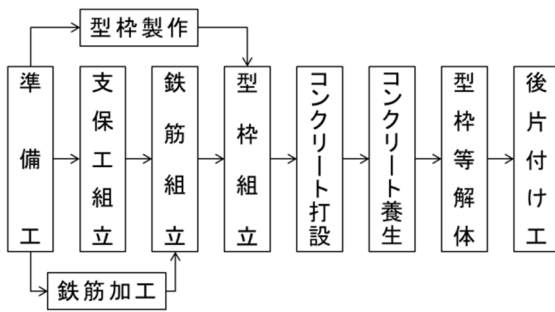 型枠製作
準備工
支保工組立
鉄筋組立
型枠組立
コンクリート打設
コンクリート養生
型枠等解体
後片付け工
鉄筋加工